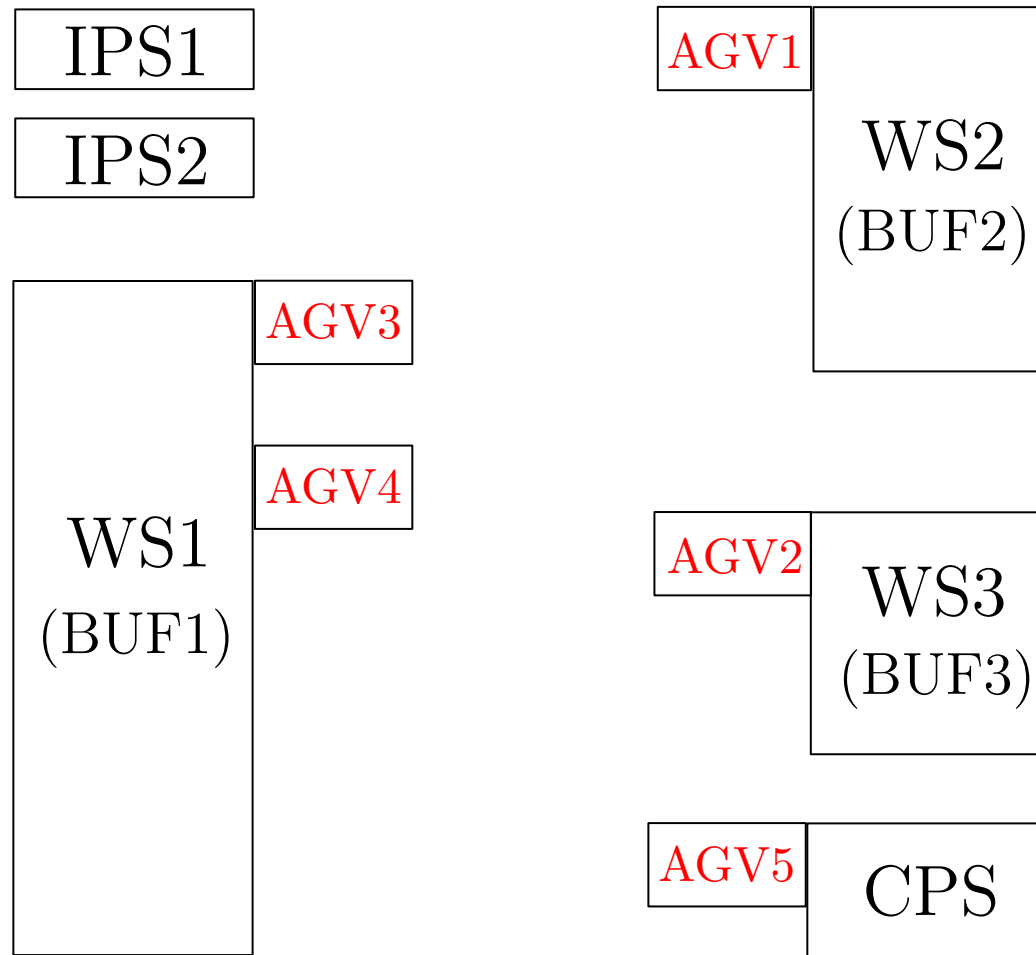 IPS1
IPS2
AGV3
AGV4
WS1
(BUF1)
AGV1
WS2
(BUF2)
AGV2
WS3
(BUF3)
AGV5
CPS